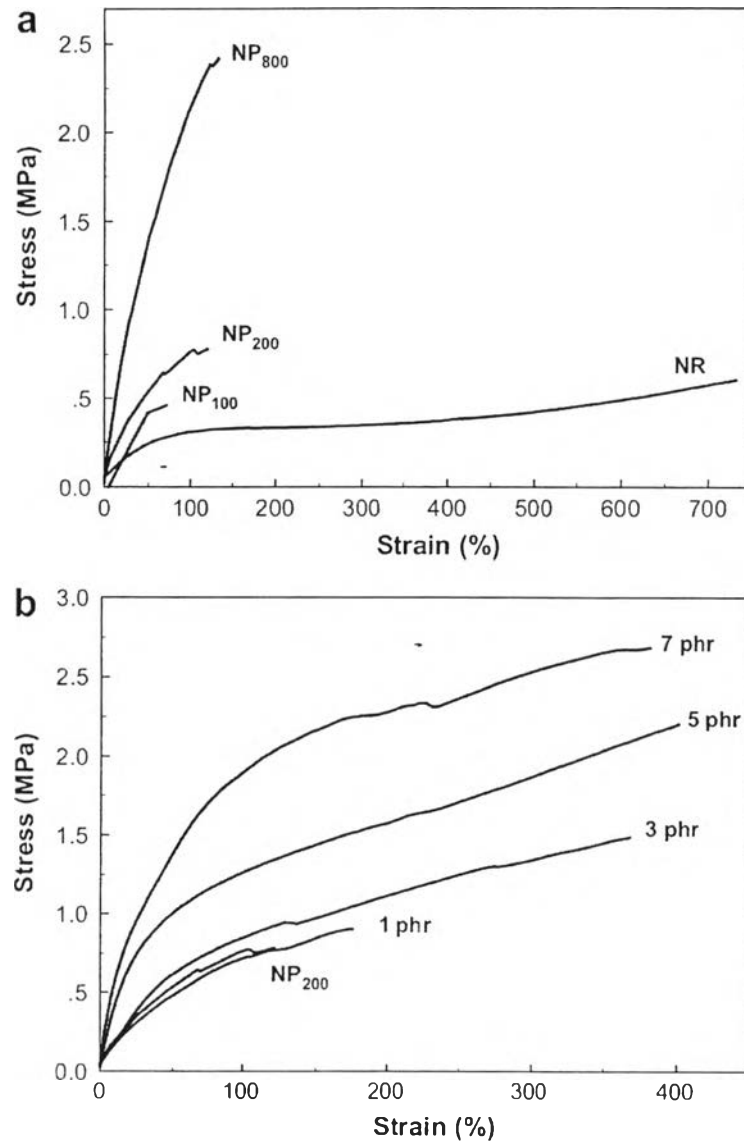 a
2.5
NP800
2.0
1.5
Stress (MPa)
1.0
NP200
.5
NP100
NR
0.0
0 100 200 300 400 500 600 700
Strain (%)
b
3.0
7 phr
2.5
5 phr
2.0
Stress (MPa)
1.5
3 phr
1.0
1 phr
NP200
.5
0.0
0 100 200 300 400
Strain (%)